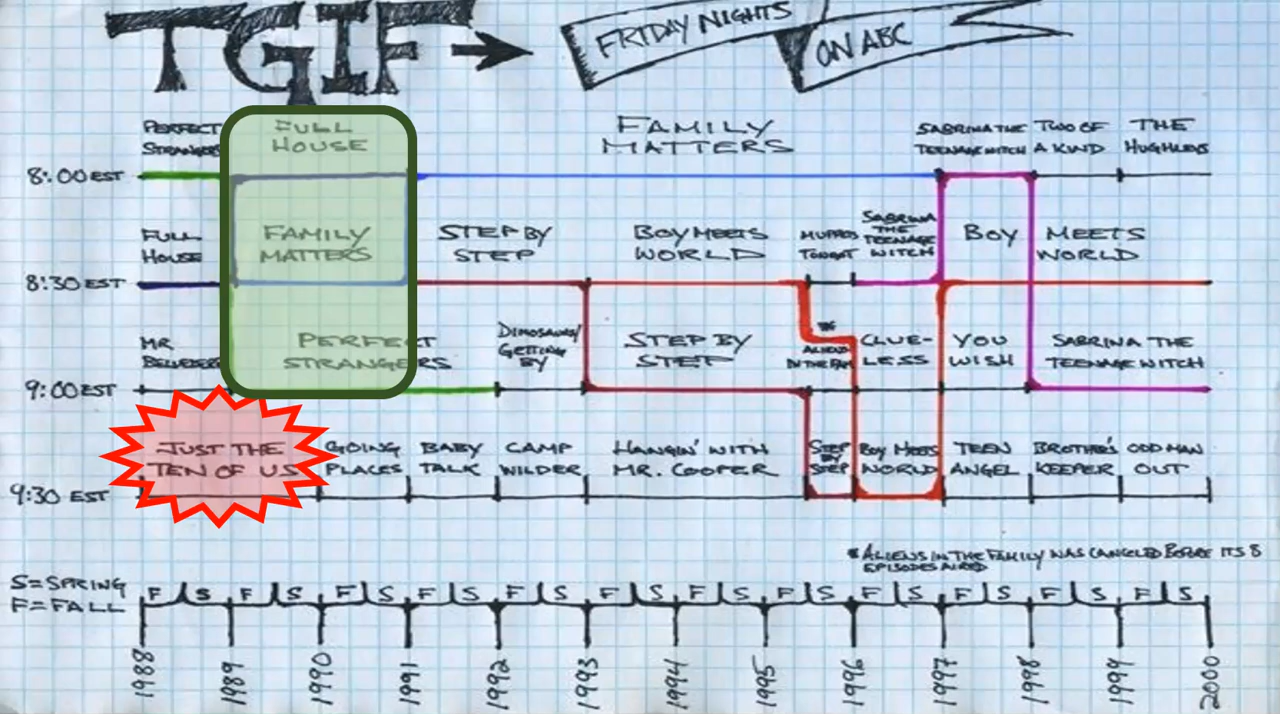 TGIF
FRIDAY NIGHTS
ON ABC
PERFECT
STRANGERS
FULL
HOUSE
FAMILY
MATTERS
SABRINA THE
TEENAGE WITCH
TWO OF
A KIND
THE
HUGHLEYS
8:00 EST
FULL
HOUSE
FAMILY
MATTERS
STEP BY
STEP
BOY MEETS
WORLD
MUPPETS
TONIGHT
SABRINA
THE
TEENAGE
WITCH
BOY MEETS
WORLD
8:30 EST
MR
BELVEDERE
PERFECT
STRANGERS
DINOSAURS/
GETTING
BY
STEP BY
STEP
*
ALIENS
IN THE FAM
CLUE-
LESS
YOU
WISH
SABRINA THE
TEENAGE WITCH
9:00 EST
JUST THE
TEN OF US
GOING
PLACES
BABY
TALK
CAMP
WILDER
HANGIN' WITH
MR. COOPER
STEP
BY
STEP
BOY MEETS
WORLD
TEEN
ANGEL
BROTHER'S
KEEPER
ODD MAN
OUT
9:30 EST
* ALIENS IN THE FAMILY WAS CANCELED BEFORE ITS 8
EPISODES AIRED
S=SPRING
F=FALL
F S F S F S F S F S F S F S F S F S F S F S F S
1988 1989 1990 1991 1992 1993 1994 1995 1996 1997 1998 1999 2000